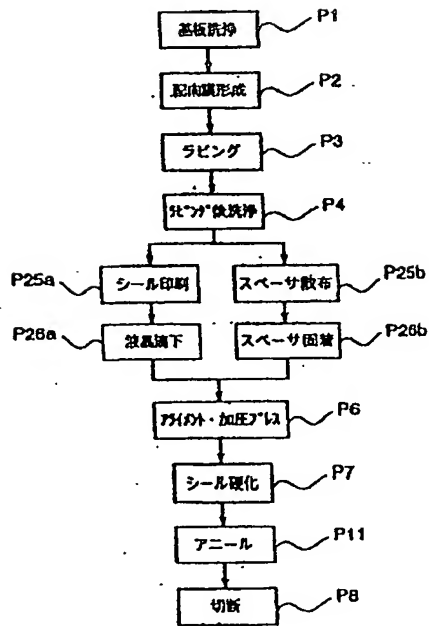 基板洗浄 P1
配向膜形成 P2
ラビング P3
ラビング後洗浄 P4
P25a シール印刷 スペーサ散布 P25b
P26a 液晶滴下 スペーサ固着 P26b
アライメント・加圧プレス P6
シール硬化 P7
アニール P11
切断 P8